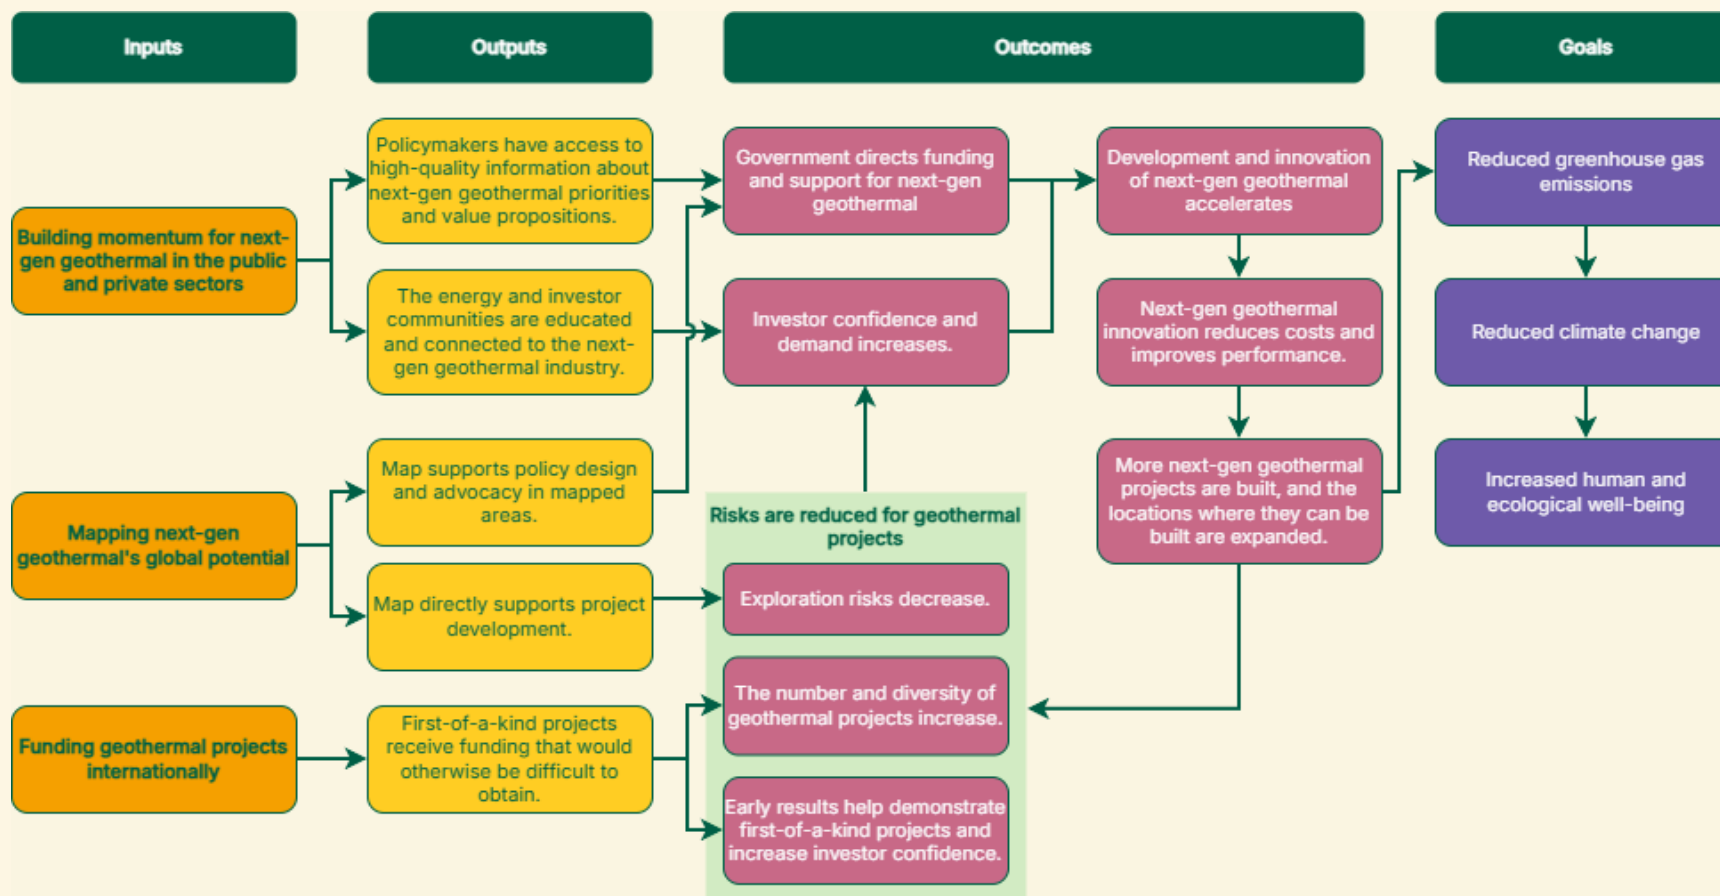 Inputs
Outputs
Outcomes
Goals
Building momentum for next-
gen geothermal in the public
and private sectors
Mapping next-gen
geothermal's global potential
Funding geothermal projects
internationally
Policymakers have access to
high-quality information about
next-gen geothermal priorities
and value propositions.
The energy and investor
communities are educated
and connected to the next-
gen geothermal industry.
Map supports policy design
and advocacy in mapped
areas.
Map directly supports project
development.
First-of-a-kind projects
receive funding that would
otherwise be difficult to
obtain.
Government directs funding
and support for next-gen
geothermal
Investor confidence and
demand increases.
Risks are reduced for geothermal
projects
Exploration risks decrease.
The number and diversity of
geothermal projects increase.
Early results help demonstrate
first-of-a-kind projects and
increase investor confidence.
Development and innovation
of next-gen geothermal
accelerates
Next-gen geothermal
innovation reduces costs and
improves performance.
More next-gen geothermal
projects are built, and the
locations where they can be
built are expanded.
Reduced greenhouse gas
emissions
Reduced climate change
Increased human and
ecological well-being